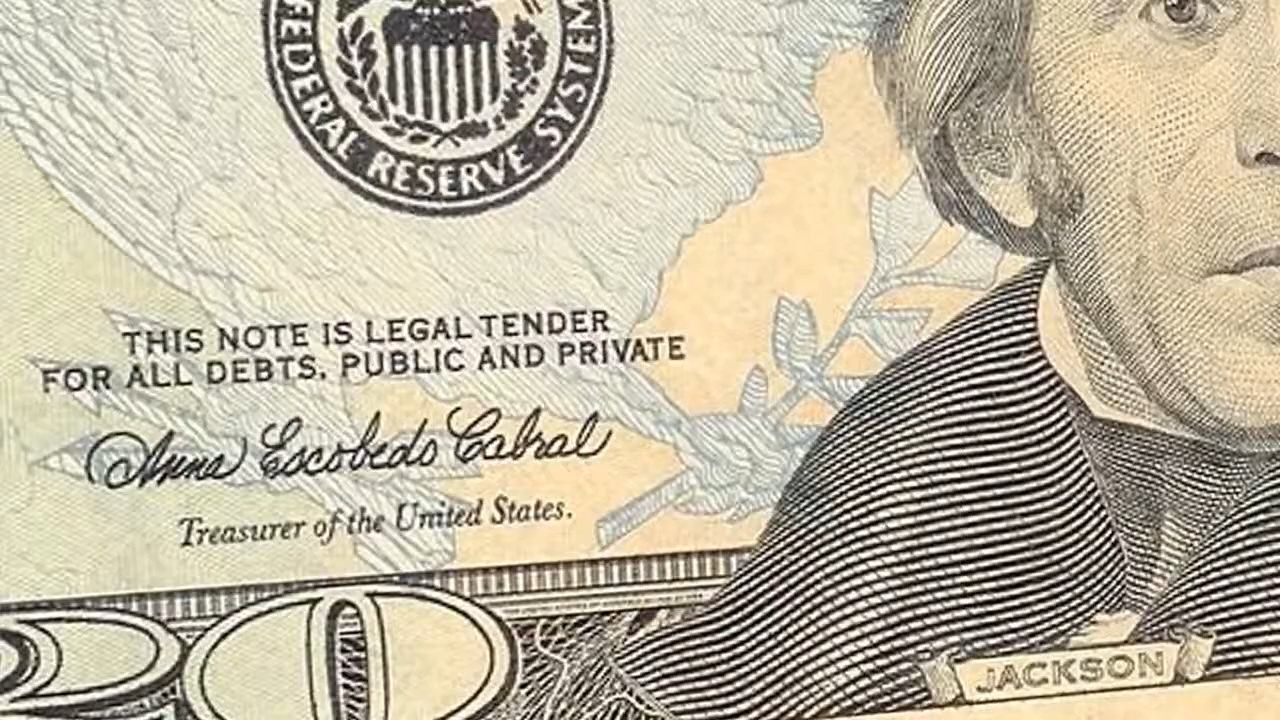 FEDERAL RESERVE SYSTEM
THIS NOTE IS LEGAL TENDER
FOR ALL DEBTS, PUBLIC AND PRIVATE
Anna Escobedo Cabral
Treasurer of the United States.
20
JACKSON